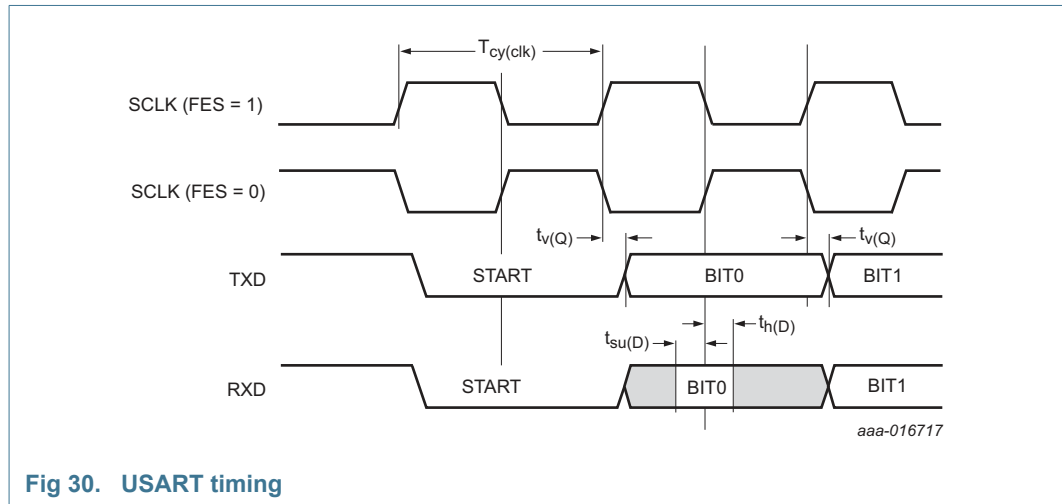 Tcy(clk)
SCLK (FES = 1)
SCLK (FES = 0)
tv(Q)
tv(Q)
TXD
START
BIT0
BIT1
th(D)
tsu(D)
RXD
START
BIT0
BIT1
aaa-016717
Fig 30. USART timing